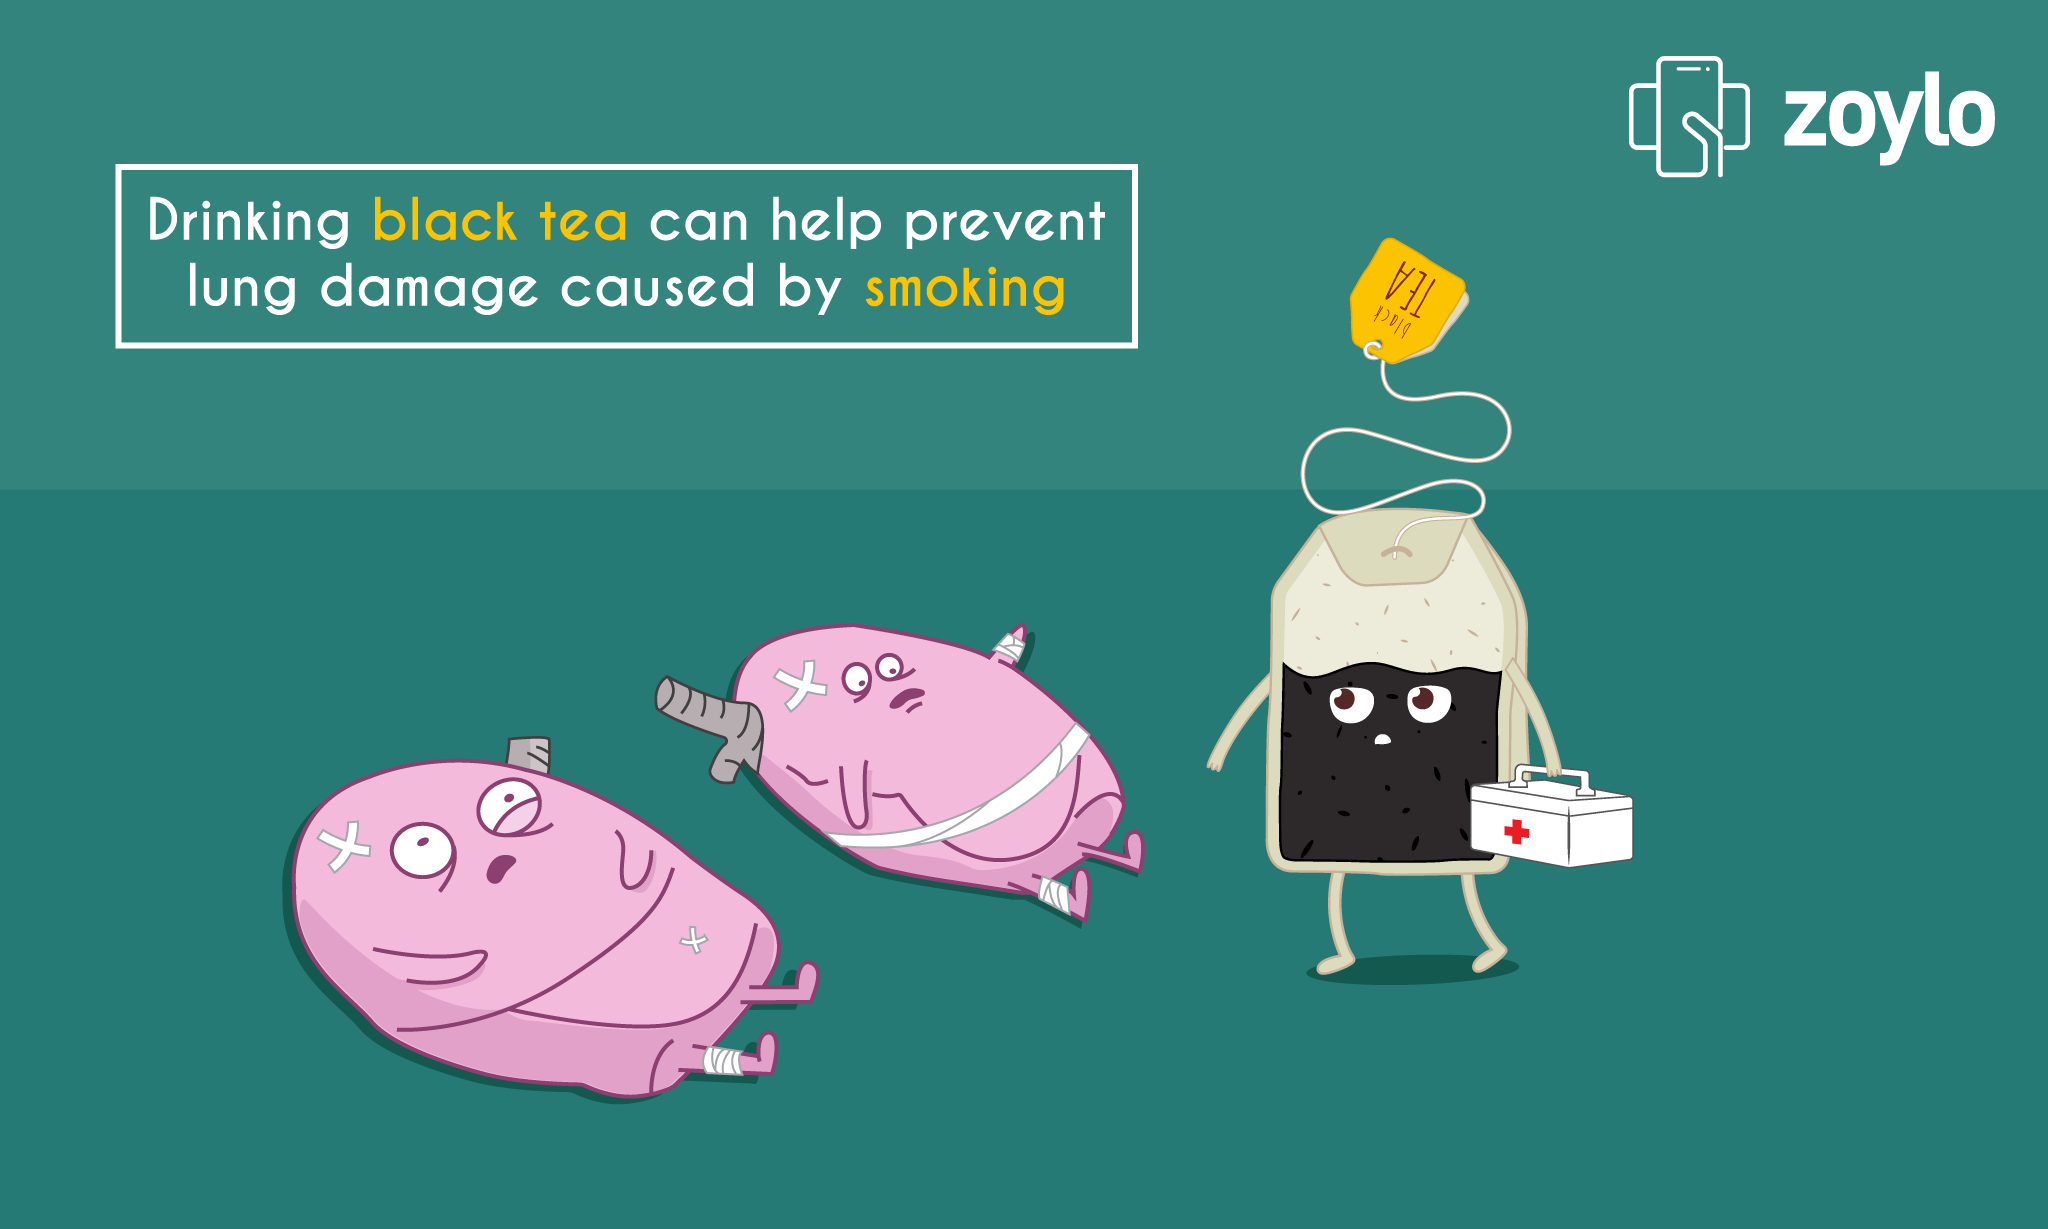 zoylo
Drinking black tea can help prevent
lung damage caused by smoking
black
TEA